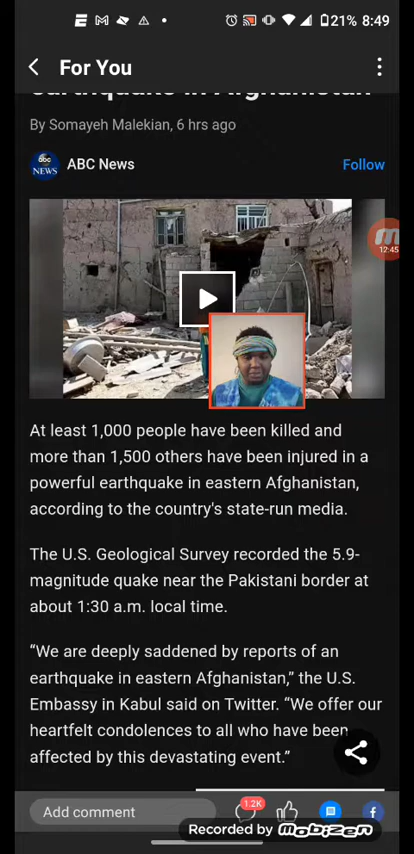 21% 8:49
For You
earthquake in Afghanistan
By Somayeh Malekian, 6 hrs ago
abc NEWS ABC News Follow
12:45
At least 1,000 people have been killed and
more than 1,500 others have been injured in a
powerful earthquake in eastern Afghanistan,
according to the country's state-run media.
The U.S. Geological Survey recorded the 5.9-
magnitude quake near the Pakistani border at
about 1:30 a.m. local time.
“We are deeply saddened by reports of an
earthquake in eastern Afghanistan,” the U.S.
Embassy in Kabul said on Twitter. “We offer our
heartfelt condolences to all who have been
affected by this devastating event.”
Add comment 1.2K
Recorded by mobizen